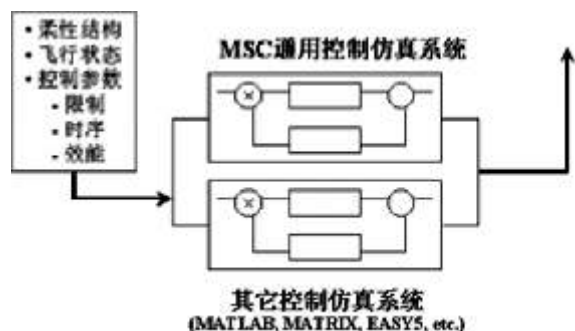 • 柔性结构
• 飞行状态
• 控制参数
- 限制
- 时序
- 效能
MSC通用控制仿真系统
其它控制仿真系统
(MATLAB, MATRIX, EASY5, etc.)